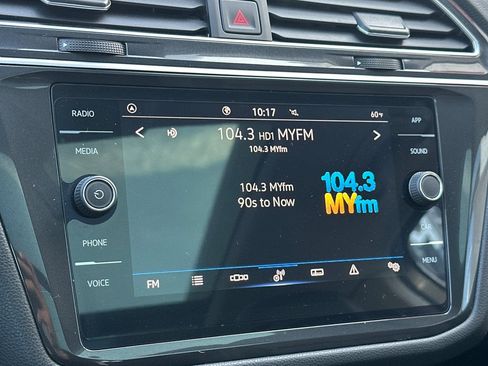 RADIO
MEDIA
PHONE
VOICE
10:17
60°F
104.3 HD1 MYFM
104.3 MYfm
104.3 MYfm
90s to Now
104.3
MYfm
FM
APP
SOUND
CAR
MENU